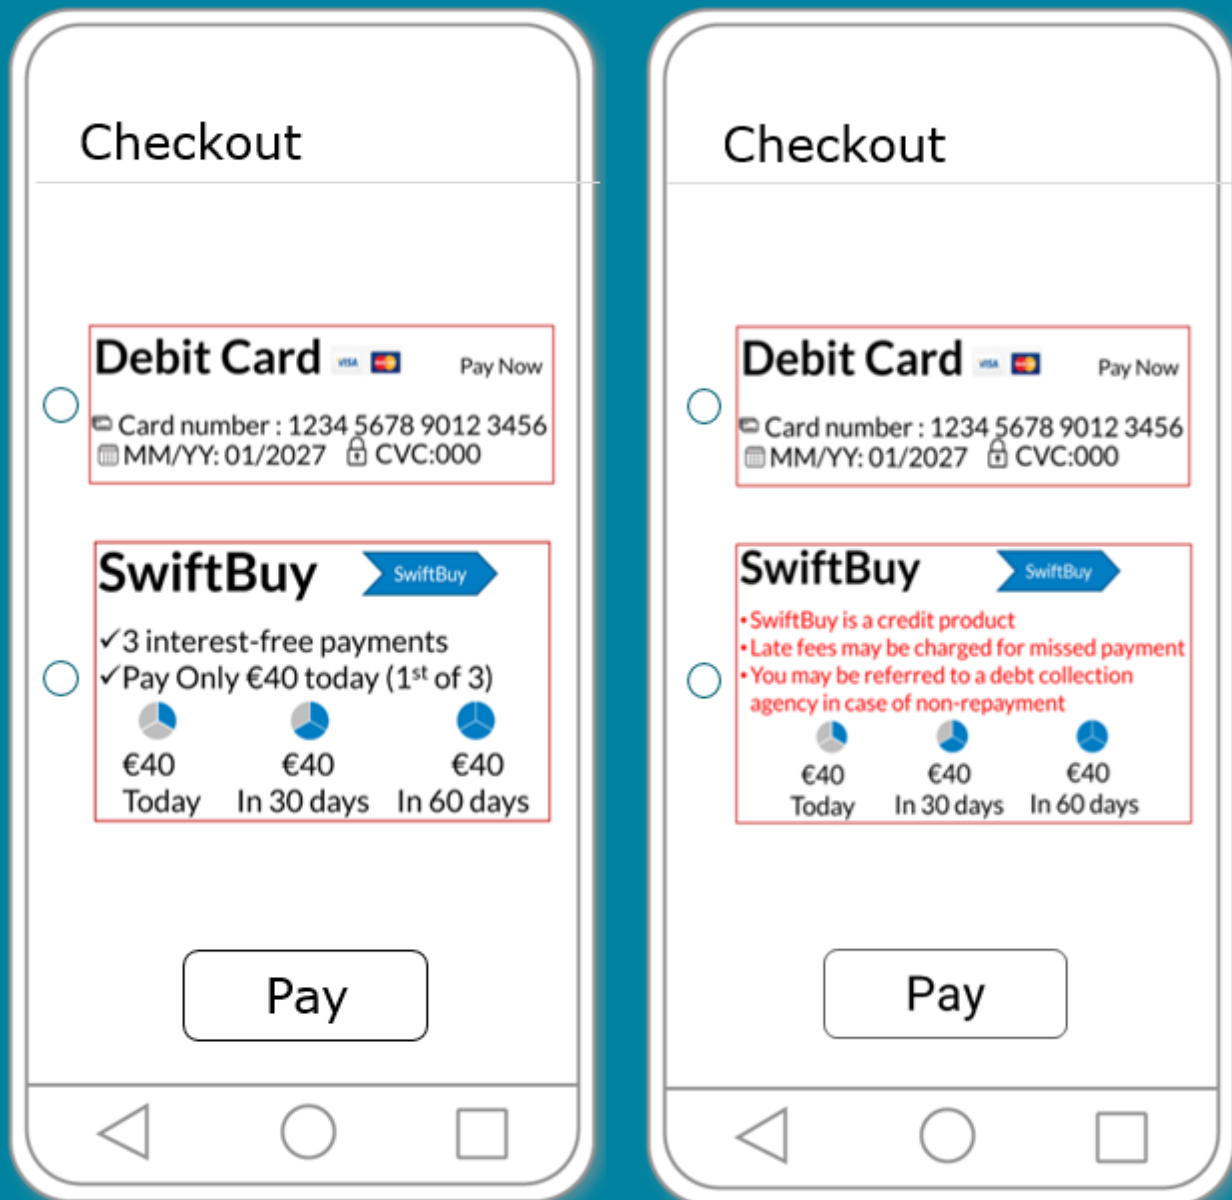 Checkout
Debit Card VISA Pay Now
Card number : 1234 5678 9012 3456
MM/YY: 01/2027 CVC:000
SwiftBuy SwiftBuy
✓3 interest-free payments
✓Pay Only €40 today (1st of 3)
€40 €40 €40
Today In 30 days In 60 days
Pay
Checkout
Debit Card VISA Pay Now
Card number : 1234 5678 9012 3456
MM/YY: 01/2027 CVC:000
SwiftBuy SwiftBuy
•SwiftBuy is a credit product
•Late fees may be charged for missed payment
•You may be referred to a debt collection
agency in case of non-repayment
€40 €40 €40
Today In 30 days In 60 days
Pay